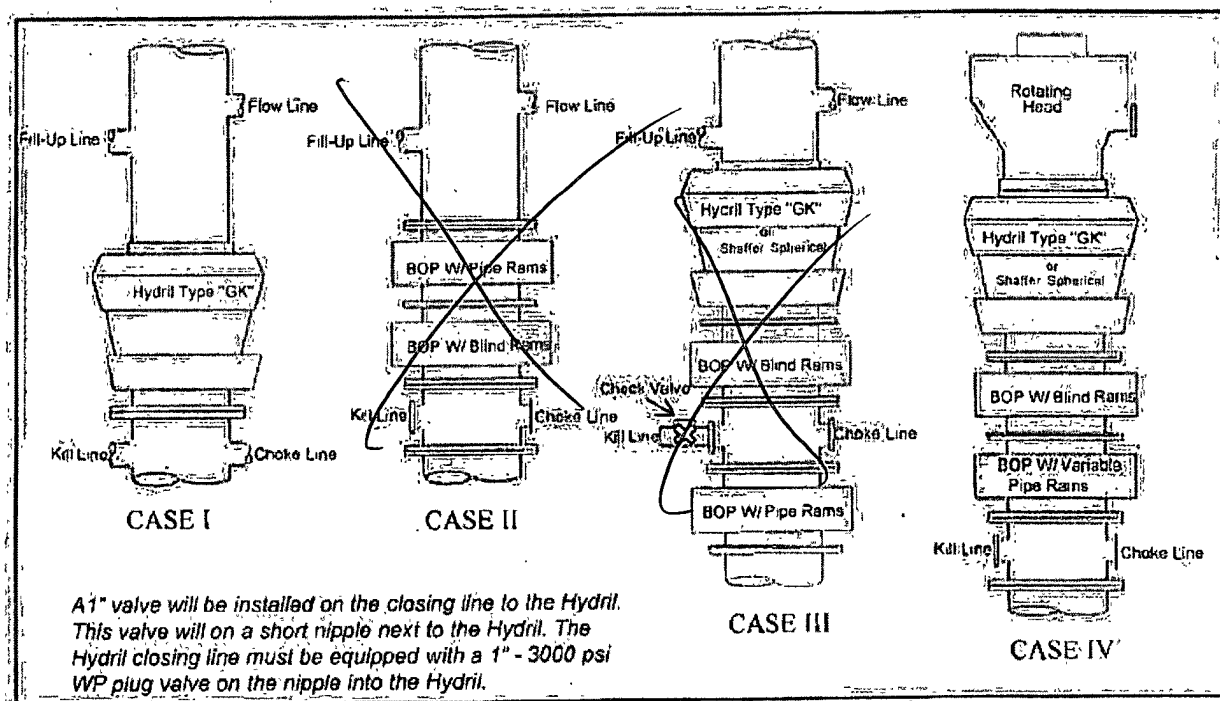 Flow Line
Fill-Up Line
Hydril Type "GK"
Kill Line
Choke Line
CASE I
Flow Line
Fill-Up Line
BOP W/ Pipe Rams
BOP W/ Blind Rams
Kill Line
Choke Line
CASE II
Flow Line
Fill-Up Line
Hydril Type "GK"
or
Shaffer Spherical
BOP W/ Blind Rams
Check Valve
Kill Line
Choke Line
BOP W/ Pipe Rams
CASE III
Rotating
Head
Hydril Type "GK"
or
Shaffer Spherical
BOP W/ Blind Rams
BOP W/ Variable
Pipe Rams
Kill Line
Choke Line
CASE IV
A1" valve will be installed on the closing line to the Hydril.
This valve will on a short nipple next to the Hydril. The
Hydril closing line must be equipped with a 1" - 3000 psi
WP plug valve on the nipple into the Hydril.